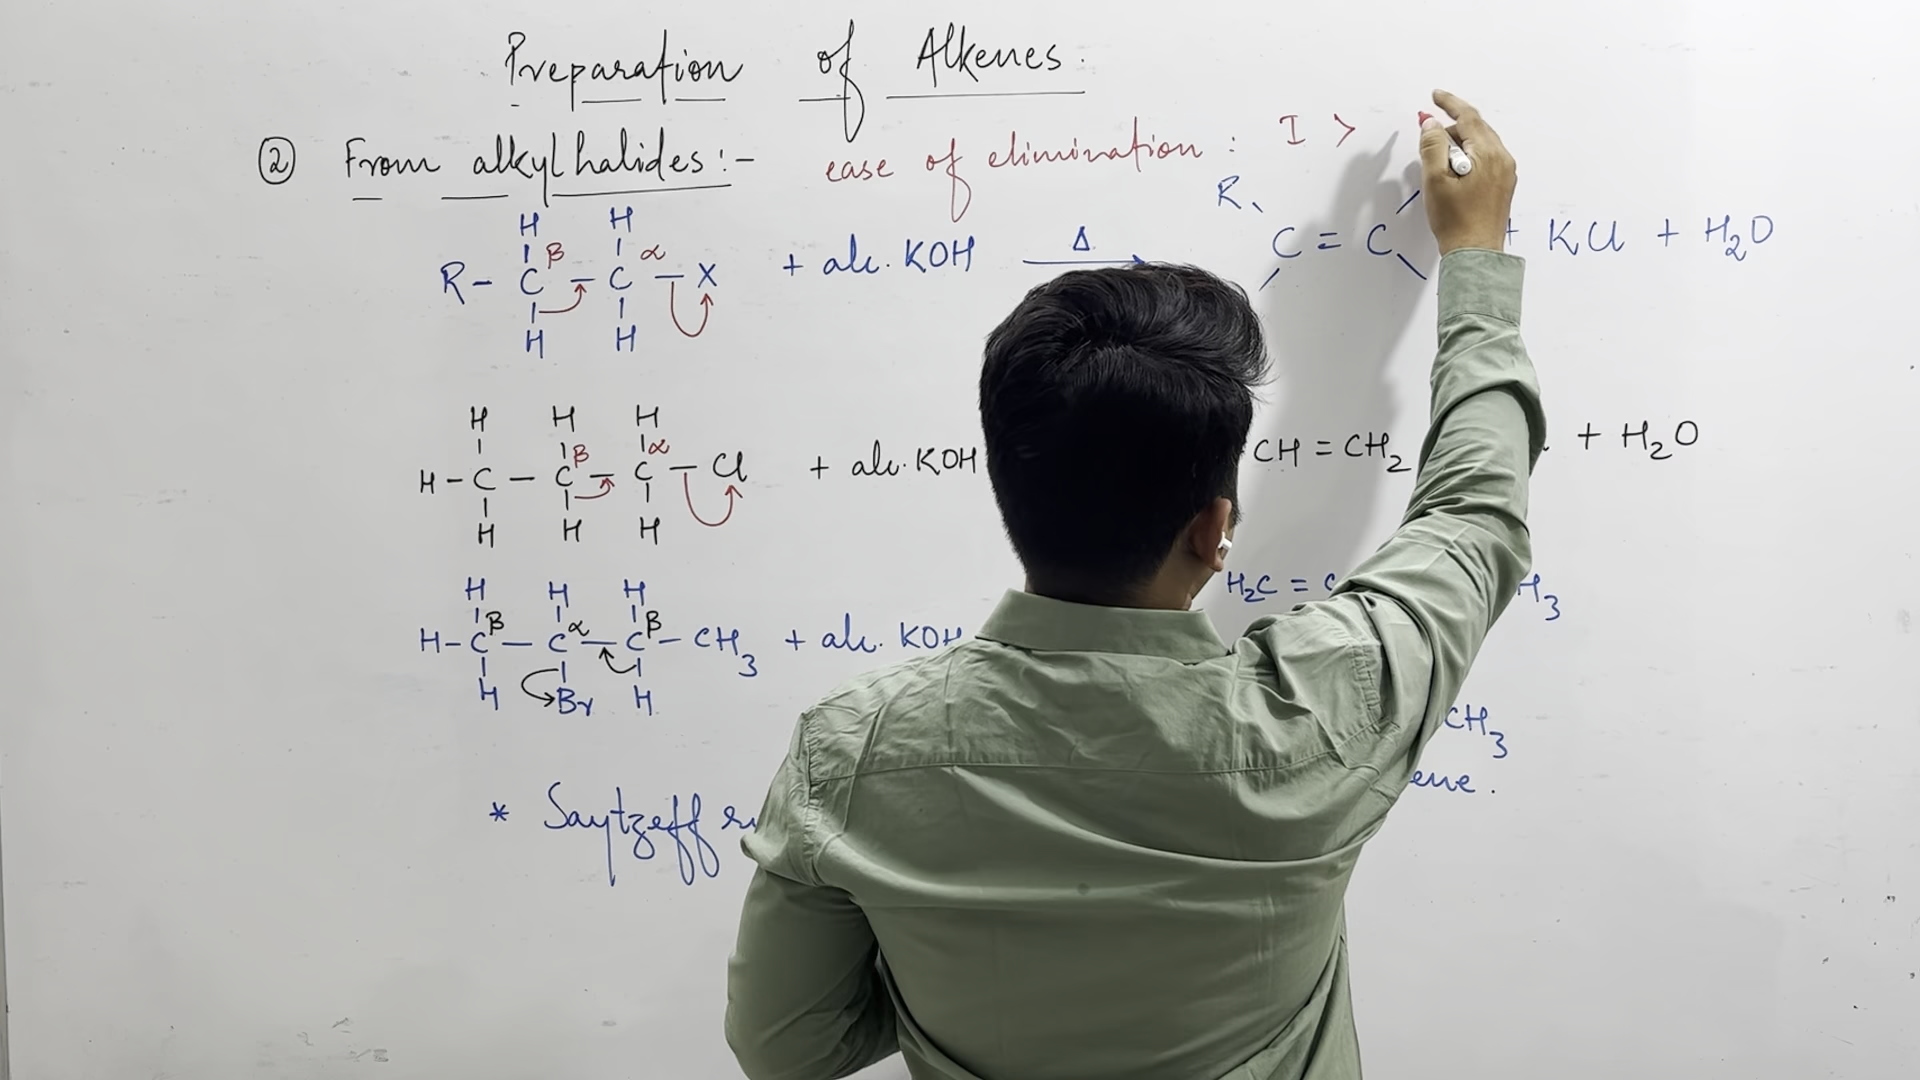 Preparation of Alkenes.
② From alkyl halides :- ease of elimination : I >
H H
R - C β - C α - X + alc. KOH Δ → R C = C + KCl + H₂O
H H
H H H
H - C - C β - C α - Cl + alc. KOH CH = CH₂ + H₂O
H H H
H H H H₂C =
H - C β - C α - C β - CH₃ + alc. KOH
H Br H CH₃
* Saytzeff ene.